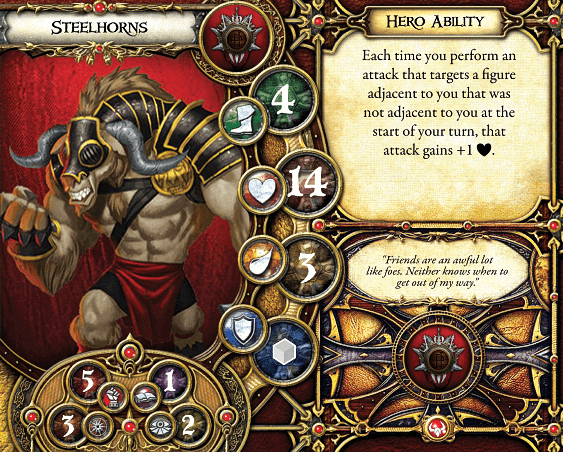 Steelhorns
4
14
3
5
1
3
2
Hero Ability
Each time you perform an
attack that targets a figure
adjacent to you that was
not adjacent to you at the
start of your turn, that
attack gains +1 ♥.
"Friends are an awful lot
like foes. Neither knows when to
get out of my way."